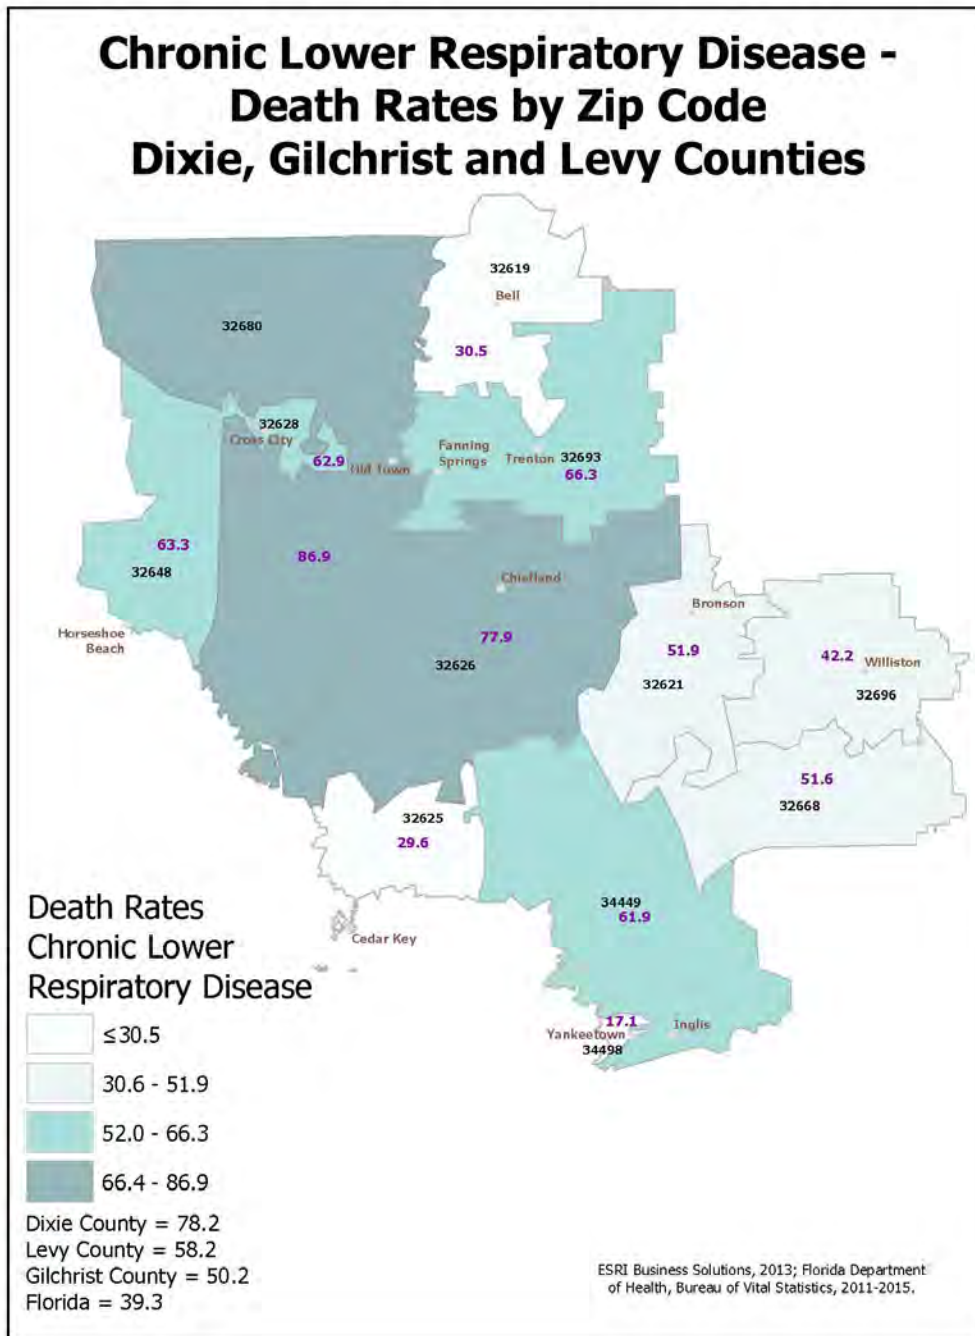 Chronic Lower Respiratory Disease -
Death Rates by Zip Code
Dixie, Gilchrist and Levy Counties
32619
Bell
30.5
32680
32628
Cross City
62.9
Old Town
Fanning
Springs
Trenton
32693
66.3
63.3
32648
86.9
Chiefland
Horseshoe
Beach
77.9
32626
Bronson
51.9
32621
42.2
Williston
32696
51.6
32668
32625
29.6
34449
61.9
Cedar Key
17.1
Yankeetown
Inglis
34498
Death Rates
Chronic Lower
Respiratory Disease
≤30.5
30.6 - 51.9
52.0 - 66.3
66.4 - 86.9
Dixie County = 78.2
Levy County = 58.2
Gilchrist County = 50.2
Florida = 39.3
ESRI Business Solutions, 2013; Florida Department
of Health, Bureau of Vital Statistics, 2011-2015.